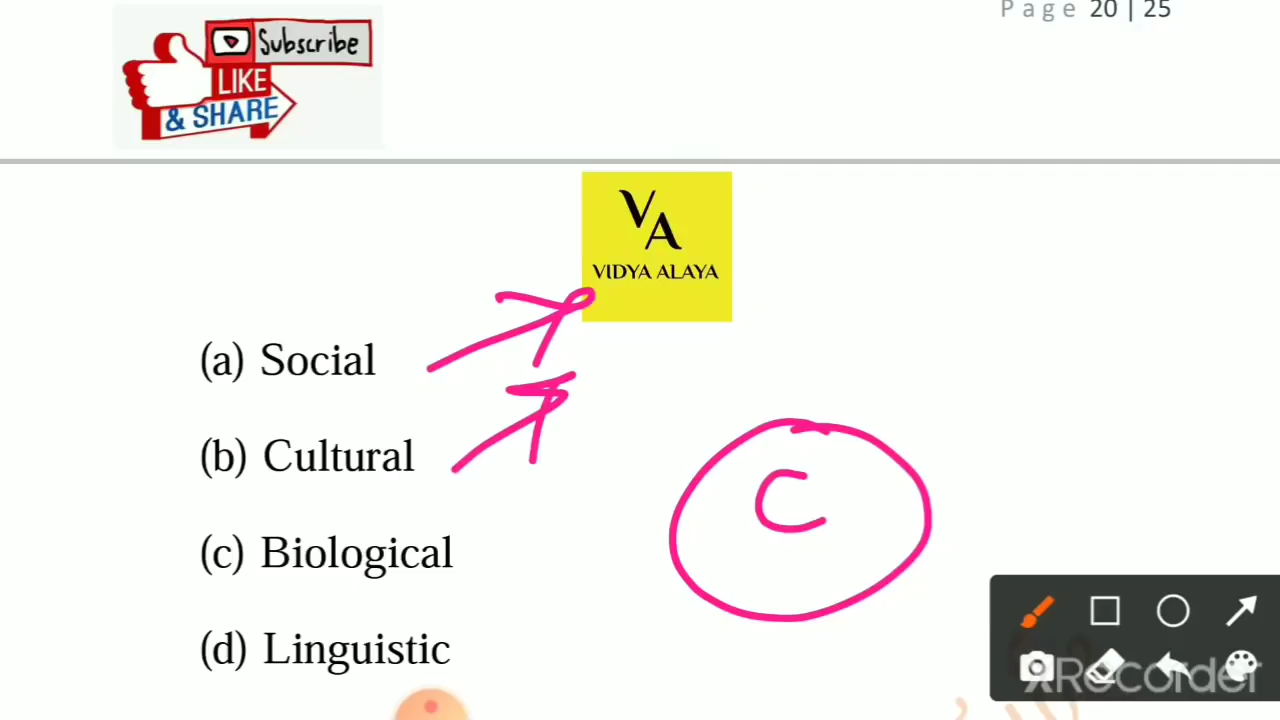 Page 20 | 25
Subscribe
LIKE
& SHARE
VA
VIDYA ALAYA
(a) Social
(b) Cultural
C
(c) Biological
(d) Linguistic
XRecorder